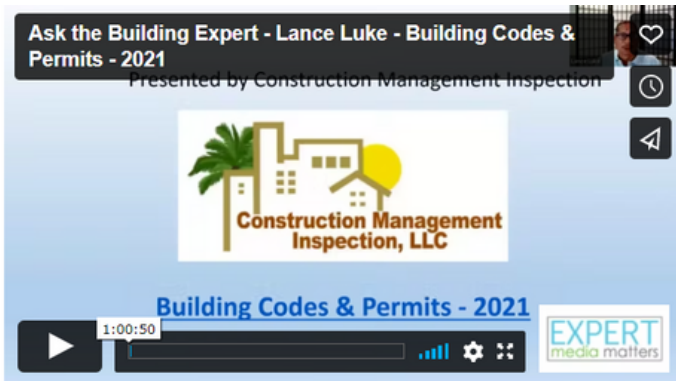 Ask the Building Expert - Lance Luke - Building Codes &
Permits - 2021
Presented by Construction Management Inspection
Construction Management
Inspection, LLC
Building Codes & Permits - 2021
1:00:50
EXPERT
media matters